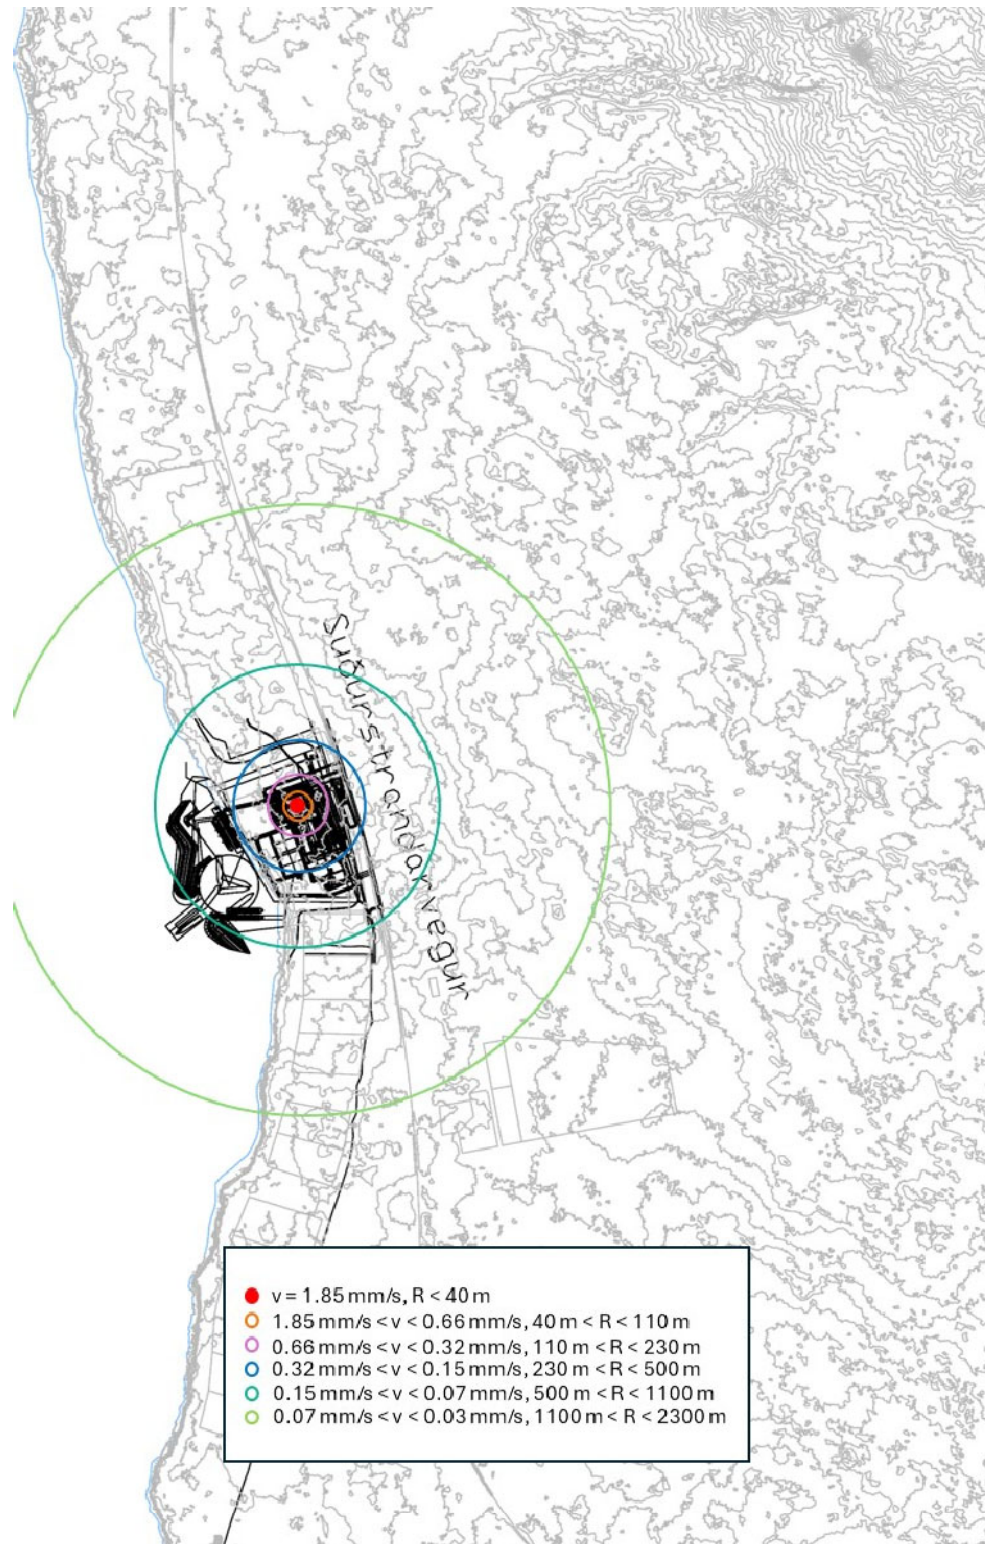 Suðurstrandarvegur
v = 1.85 mm/s, R < 40 m
1.85 mm/s < v < 0.66 mm/s, 40 m < R < 110 m
0.66 mm/s < v < 0.32 mm/s, 110 m < R < 230 m
0.32 mm/s < v < 0.15 mm/s, 230 m < R < 500 m
0.15 mm/s < v < 0.07 mm/s, 500 m < R < 1100 m
0.07 mm/s < v < 0.03 mm/s, 1100 m < R < 2300 m